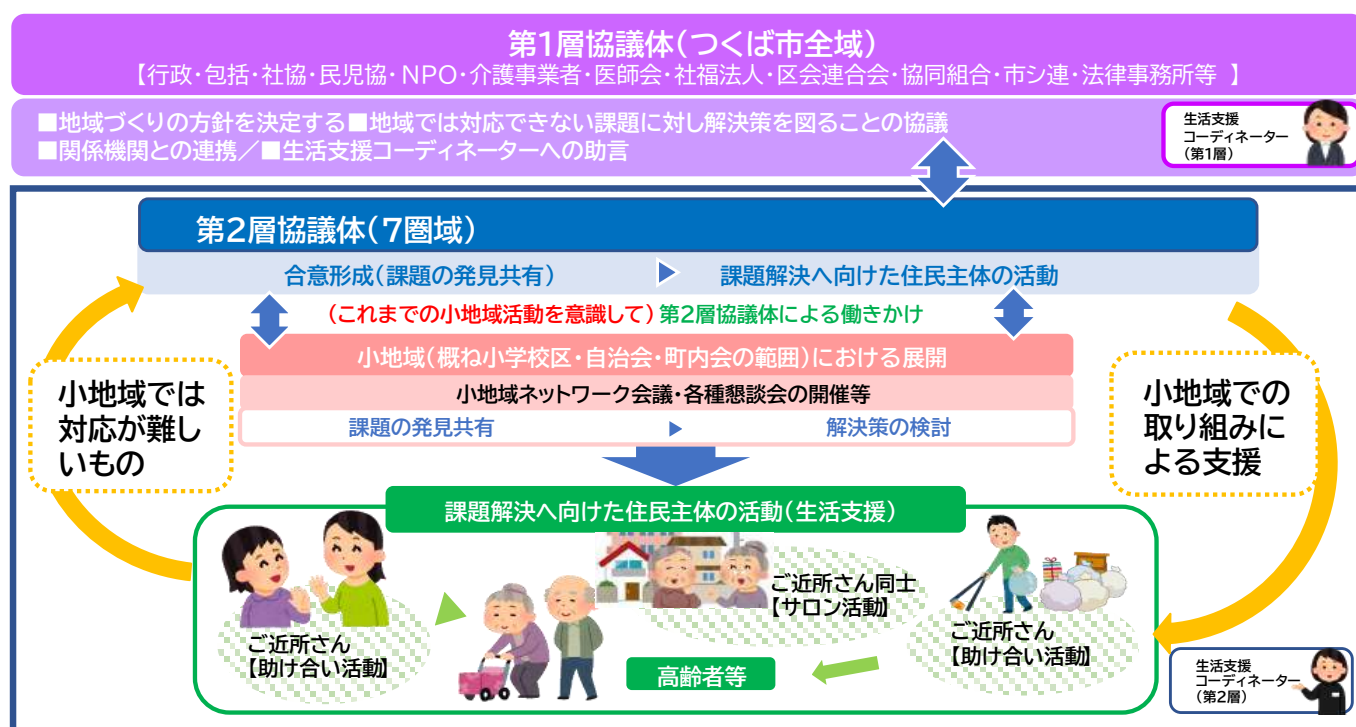 第1層協議体(つくば市全域)
【行政・包括・社協・民児協・NPO・介護事業者・医師会・社福法人・区会連合会・協同組合・市シ連・法律事務所等 】
■地域づくりの方針を決定する■地域では対応できない課題に対し解決策を図ることの協議
■関係機関との連携／■生活支援コーディネーターへの助言
生活支援
コーディネーター
(第1層)
第2層協議体(7圏域)
合意形成(課題の発見共有)
課題解決へ向けた住民主体の活動
(これまでの小地域活動を意識して)第2層協議体による働きかけ
小地域(概ね小学校区・自治会・町内会の範囲)における展開
小地域ネットワーク会議・各種懇談会の開催等
課題の発見共有
解決策の検討
小地域では
対応が難し
いもの
小地域での
取り組みに
よる支援
課題解決へ向けた住民主体の活動(生活支援)
ご近所さん
【助け合い活動】
ご近所さん同士
【サロン活動】
ご近所さん
【助け合い活動】
高齢者等
生活支援
コーディネーター
(第2層)